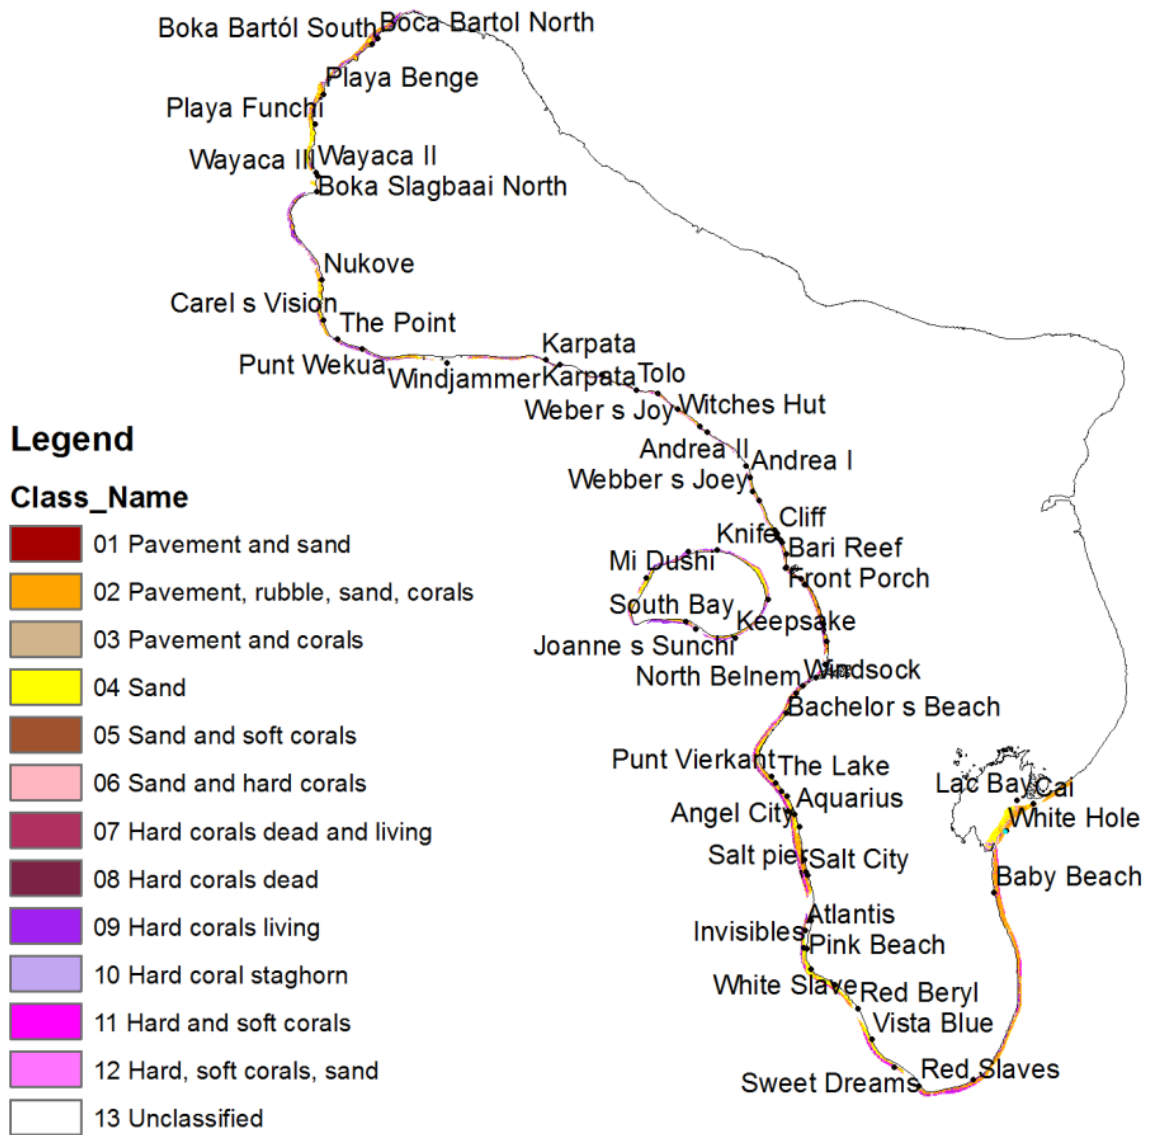 Boka Bartól South
Boca Bartol North
Playa Benge
Playa Funchi
Wayaca III
Wayaca II
Boka Slagbaai North
Nukove
Carel s Vision
The Point
Punt Wekua
Karpata
Windjammer
Karpata
Tolo
Weber s Joy
Witches Hut
Andrea II
Andrea I
Webber s Joey
Cliff
Knife
Bari Reef
Mi Dushi
Front Porch
South Bay
Keepsake
Joanne s Sunchi
North Belnem
Windsock
Bachelor s Beach
Punt Vierkant
The Lake
Lac Bay
Cai
Aquarius
Angel City
White Hole
Salt pier
Salt City
Baby Beach
Atlantis
Invisibles
Pink Beach
White Slave
Red Beryl
Vista Blue
Sweet Dreams
Red Slaves
Legend
Class_Name
01 Pavement and sand
02 Pavement, rubble, sand, corals
03 Pavement and corals
04 Sand
05 Sand and soft corals
06 Sand and hard corals
07 Hard corals dead and living
08 Hard corals dead
09 Hard corals living
10 Hard coral staghorn
11 Hard and soft corals
12 Hard, soft corals, sand
13 Unclassified